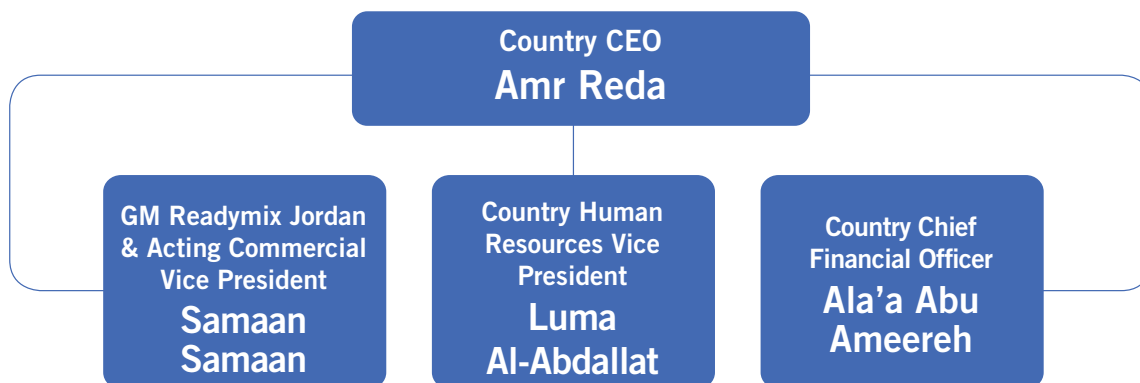 Country CEO
Amr Reda
GM Readymix Jordan
& Acting Commercial
Vice President
Samaan
Samaan
Country Human
Resources Vice
President
Luma
Al-Abdallat
Country Chief
Financial Officer
Ala’a Abu
Ameereh